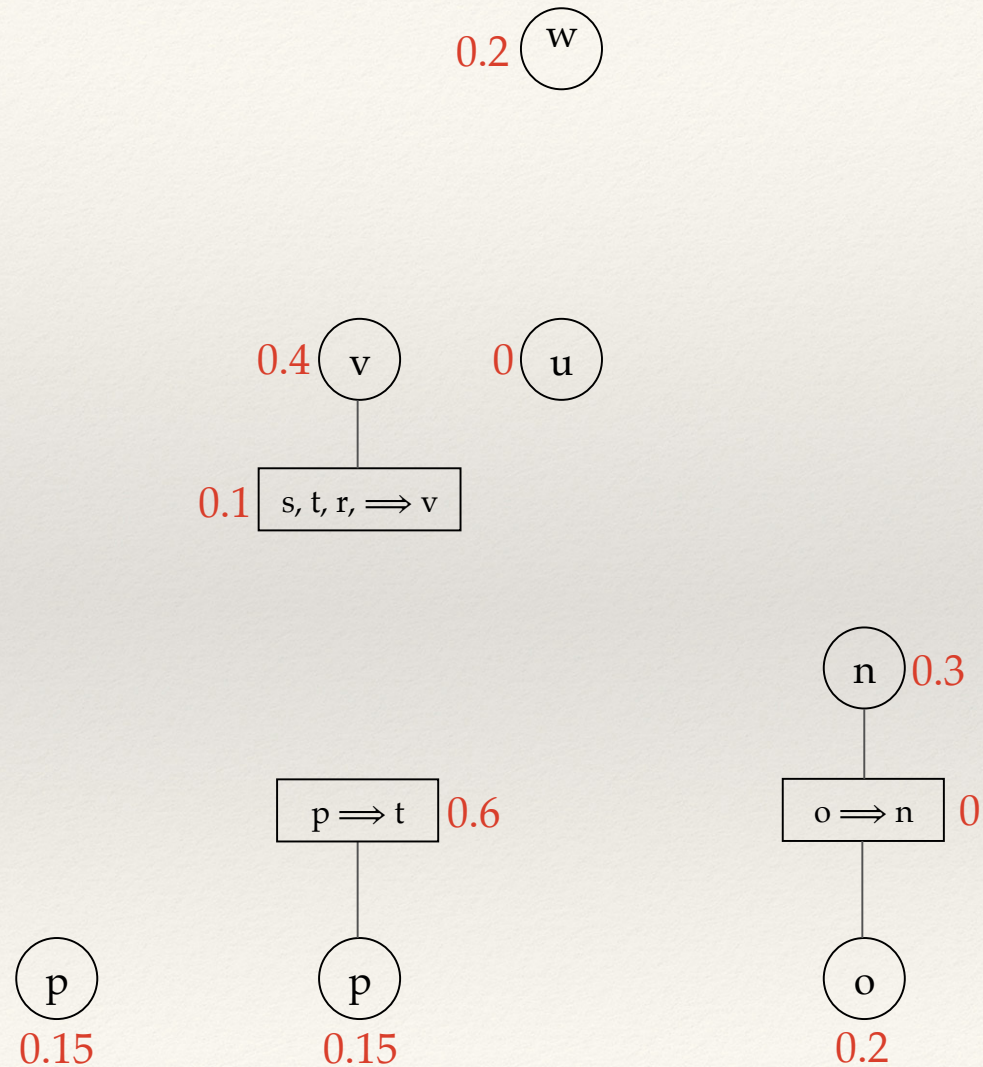 0.2 w
0.4 v 0 u
0.1 s, t, r, ⟹ v
n 0.3
p ⟹ t 0.6 o ⟹ n 0
p p o
0.15 0.15 0.2